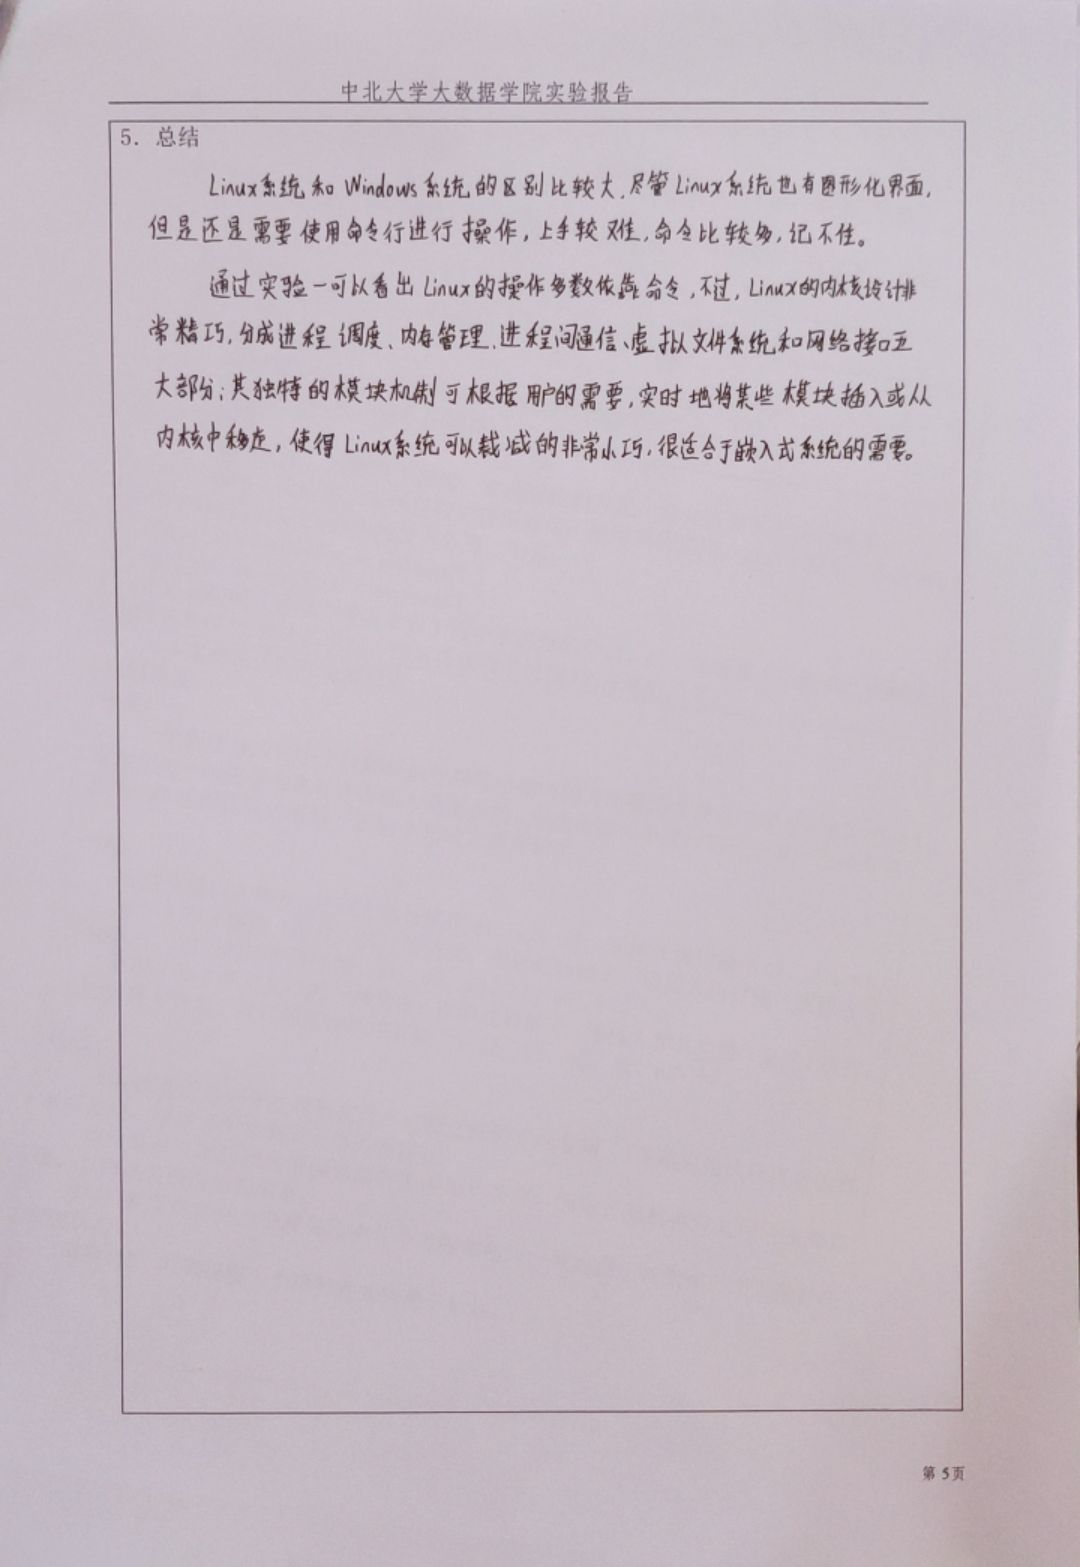 中北大学大数据学院实验报告
5. 总结
Linux系统和Windows系统的区别比较大,尽管Linux系统也有图形化界面,
但是还是需要使用命令行进行操作,上手较难,命令比较多,记不住。
通过实验一可以看出Linux的操作多数依靠命令,不过,Linux的内核设计非
常精巧,分成进程调度、内存管理、进程间通信、虚拟文件系统和网络接口五
大部分;其独特的模块机制可根据用户的需要,实时地将某些模块插入或从
内核中移走,使得Linux系统可以裁减的非常小巧,很适合于嵌入式系统的需要。
第 5页